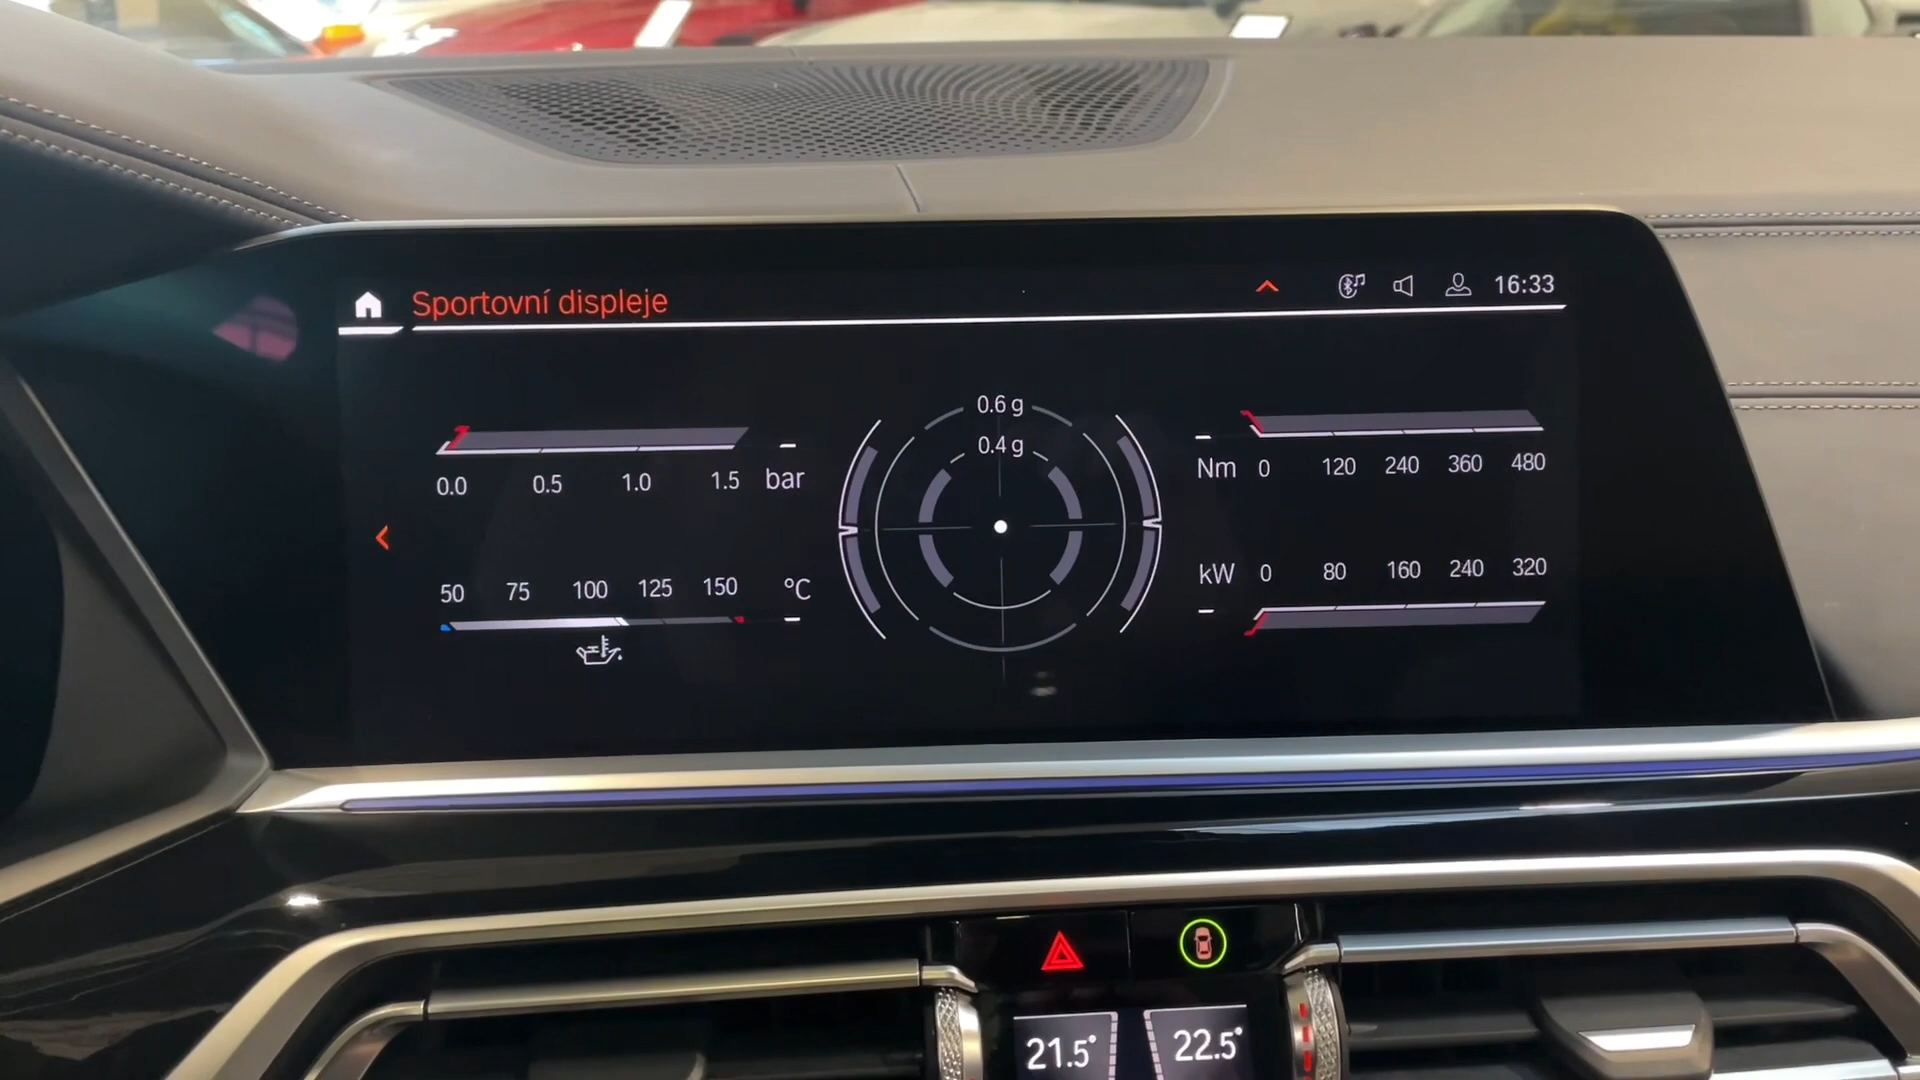 Sportovní displeje
16:33
0.6 g
0.4 g
0.0 0.5 1.0 1.5 bar
Nm 0 120 240 360 480
50 75 100 125 150 °C
kW 0 80 160 240 320
21.5° 22.5°